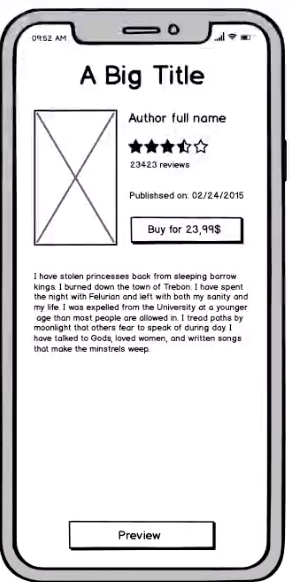 09:52 AM
A Big Title
Author full name
23423 reviews
Publishsed on: 02/24/2015
Buy for 23,99$
I have stolen princesses back from sleeping barrow
kings. I burned down the town of Trebon. I have spent
the night with Felurian and left with both my sanity and
my life. I was expelled from the University at a younger
age than most people are allowed in. I tread paths by
moonlight that others fear to speak of during day. I
have talked to Gods, loved women, and written songs
that make the minstrels weep.
Preview